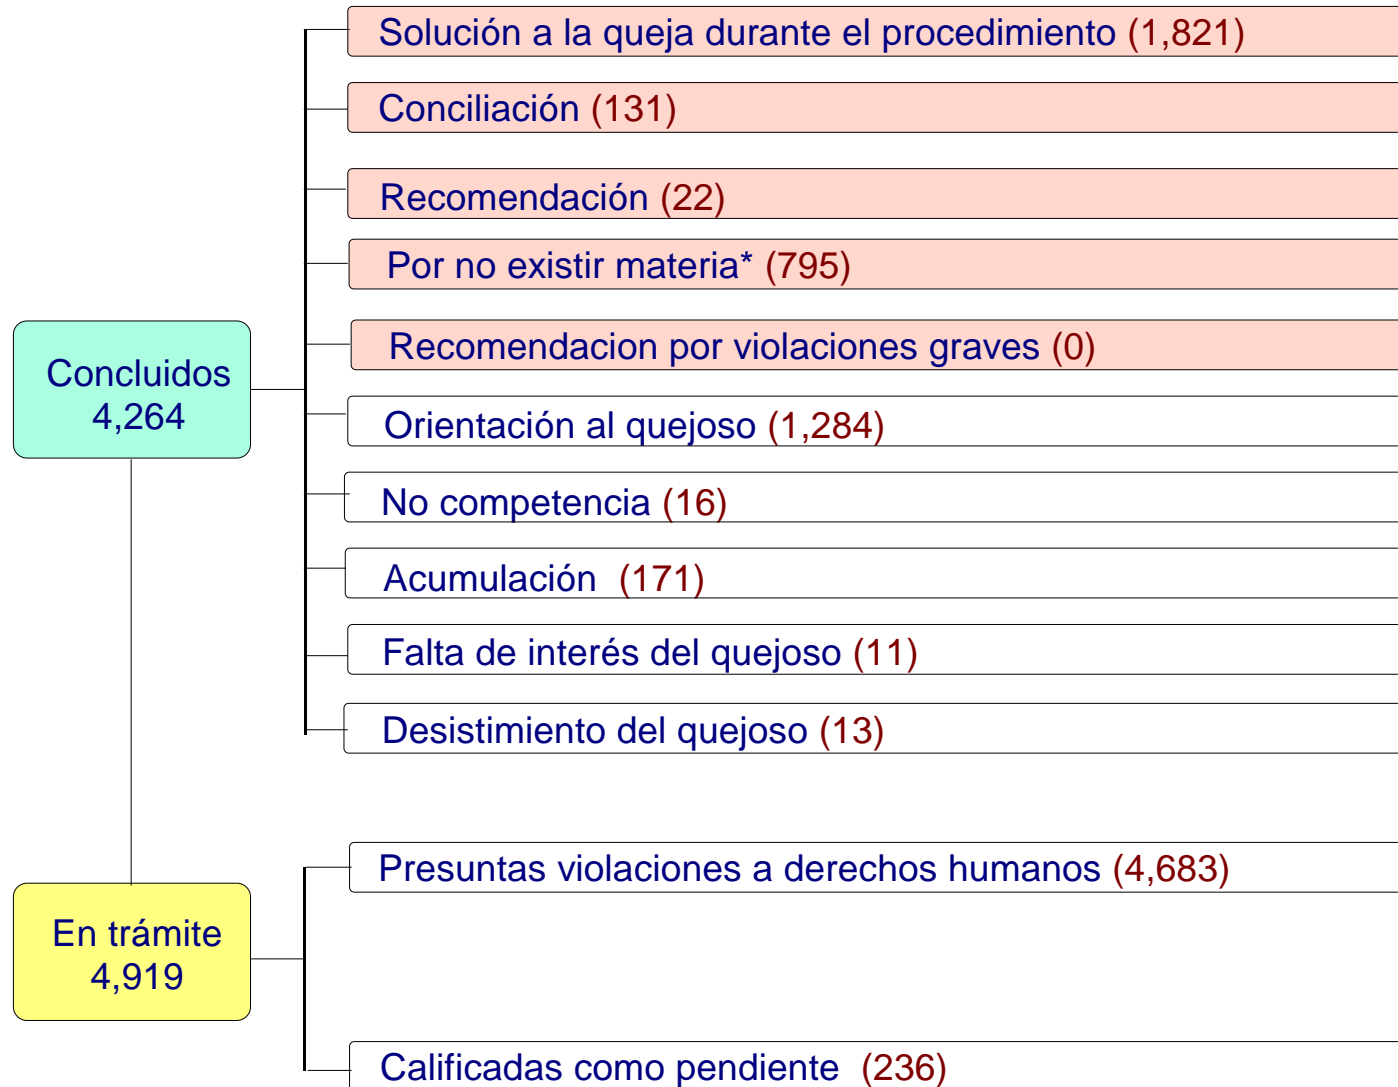 Solución a la queja durante el procedimiento (1,821)
Conciliación (131)
Recomendación (22)
Por no existir materia* (795)
Recomendacion por violaciones graves (0)
Concluidos
4,264
Orientación al quejoso (1,284)
No competencia (16)
Acumulación (171)
Falta de interés del quejoso (11)
Desistimiento del quejoso (13)
Presuntas violaciones a derechos humanos (4,683)
En trámite
4,919
Calificadas como pendiente (236)